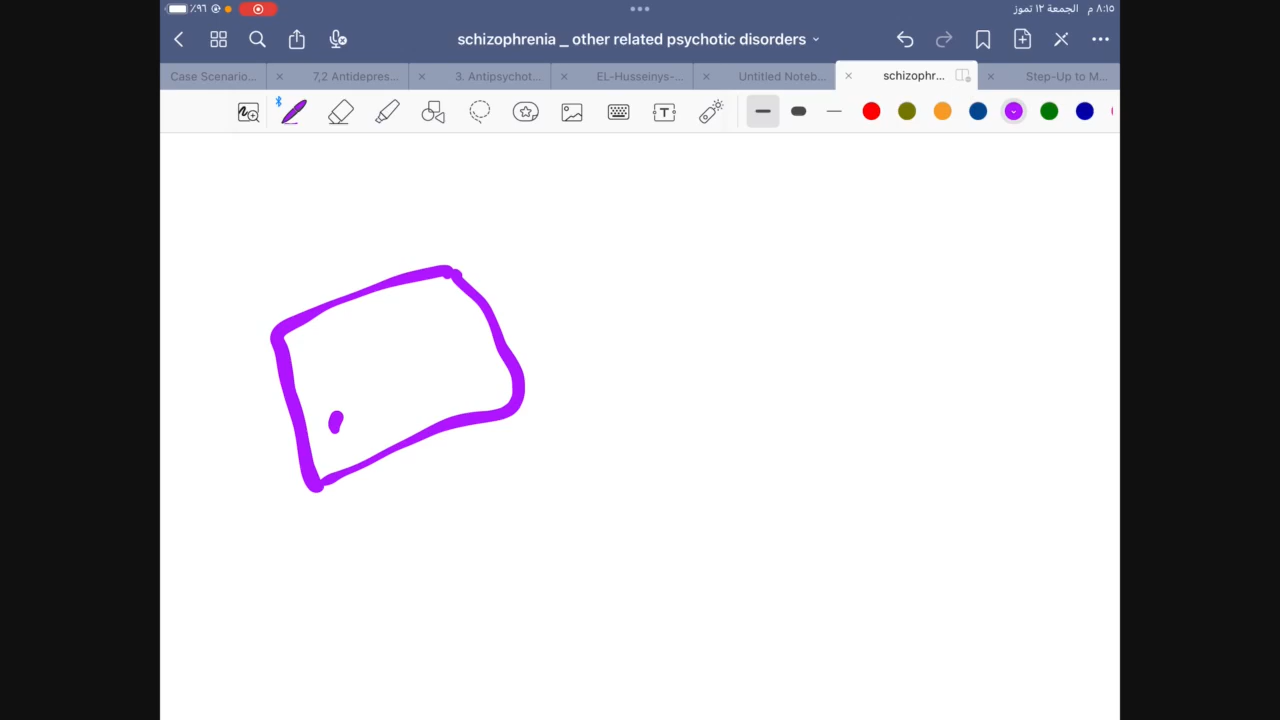 ٪٩٦ الجمعة ١٢ تموز ٨:١٥ م
schizophrenia _ other related psychotic disorders
Case Scenario... 7,2 Antidepres... 3. Antipsychot... EL-Husseinys-... Untitled Noteb... schizophr... Step-Up to M...
T